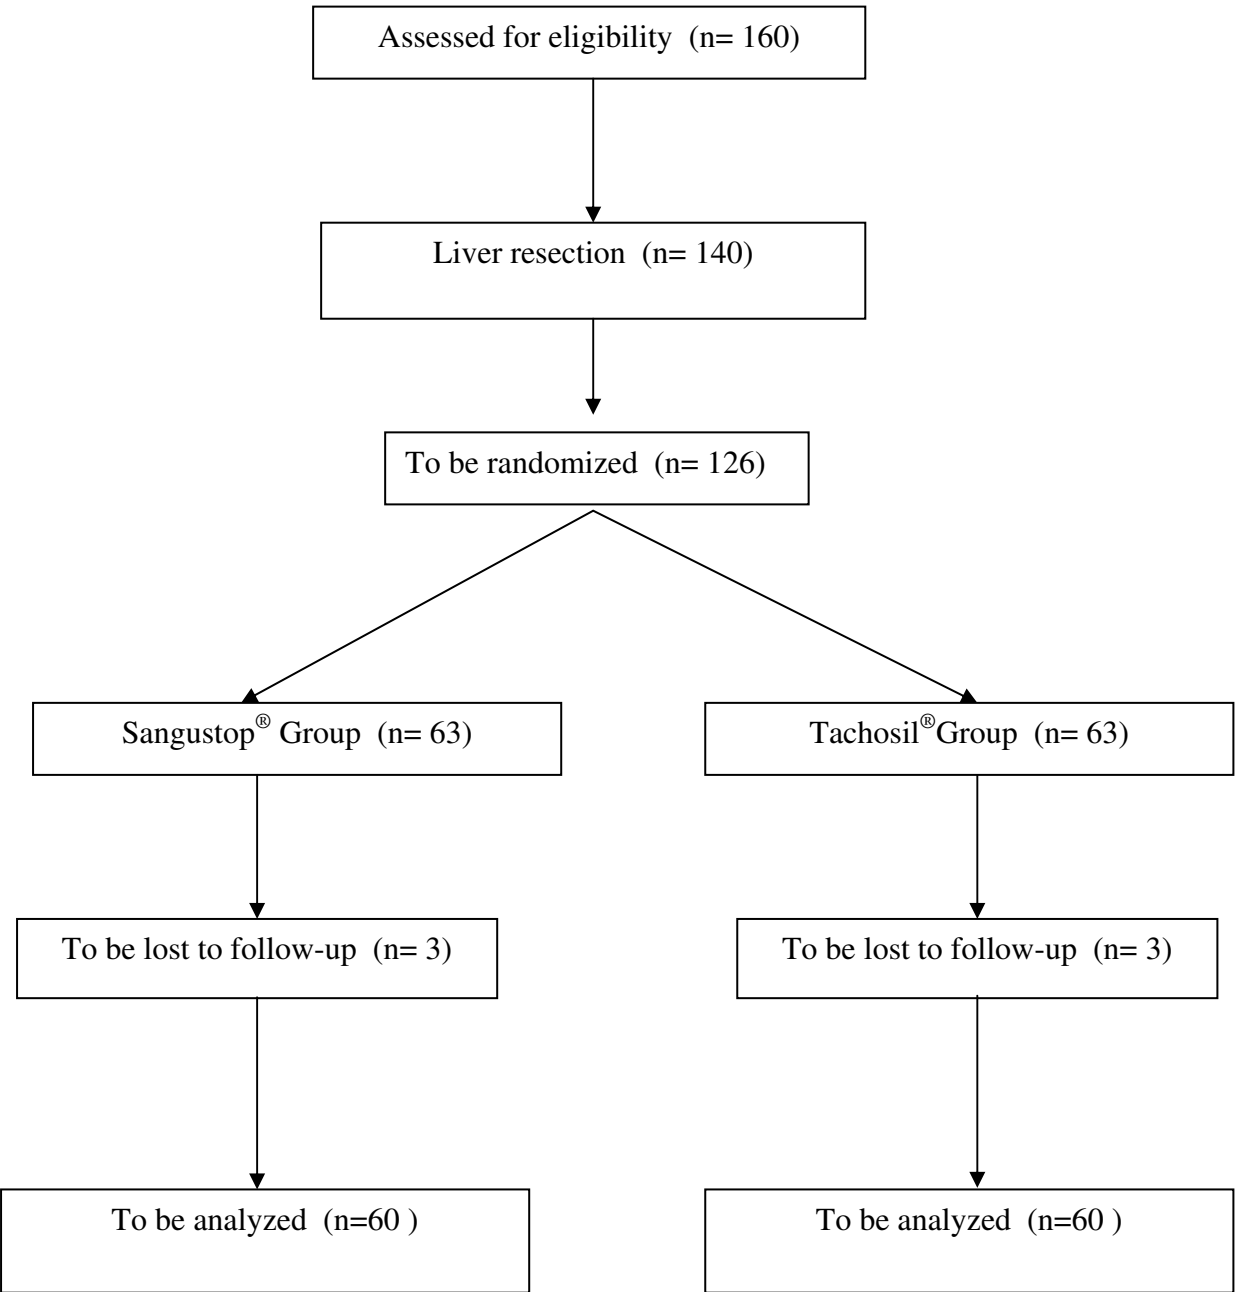 Assessed for eligibility (n= 160)
Liver resection (n= 140)
To be randomized (n= 126)
Sangustop® Group (n= 63)
Tachosil®Group (n= 63)
To be lost to follow-up (n= 3)
To be lost to follow-up (n= 3)
To be analyzed (n=60 )
To be analyzed (n=60 )